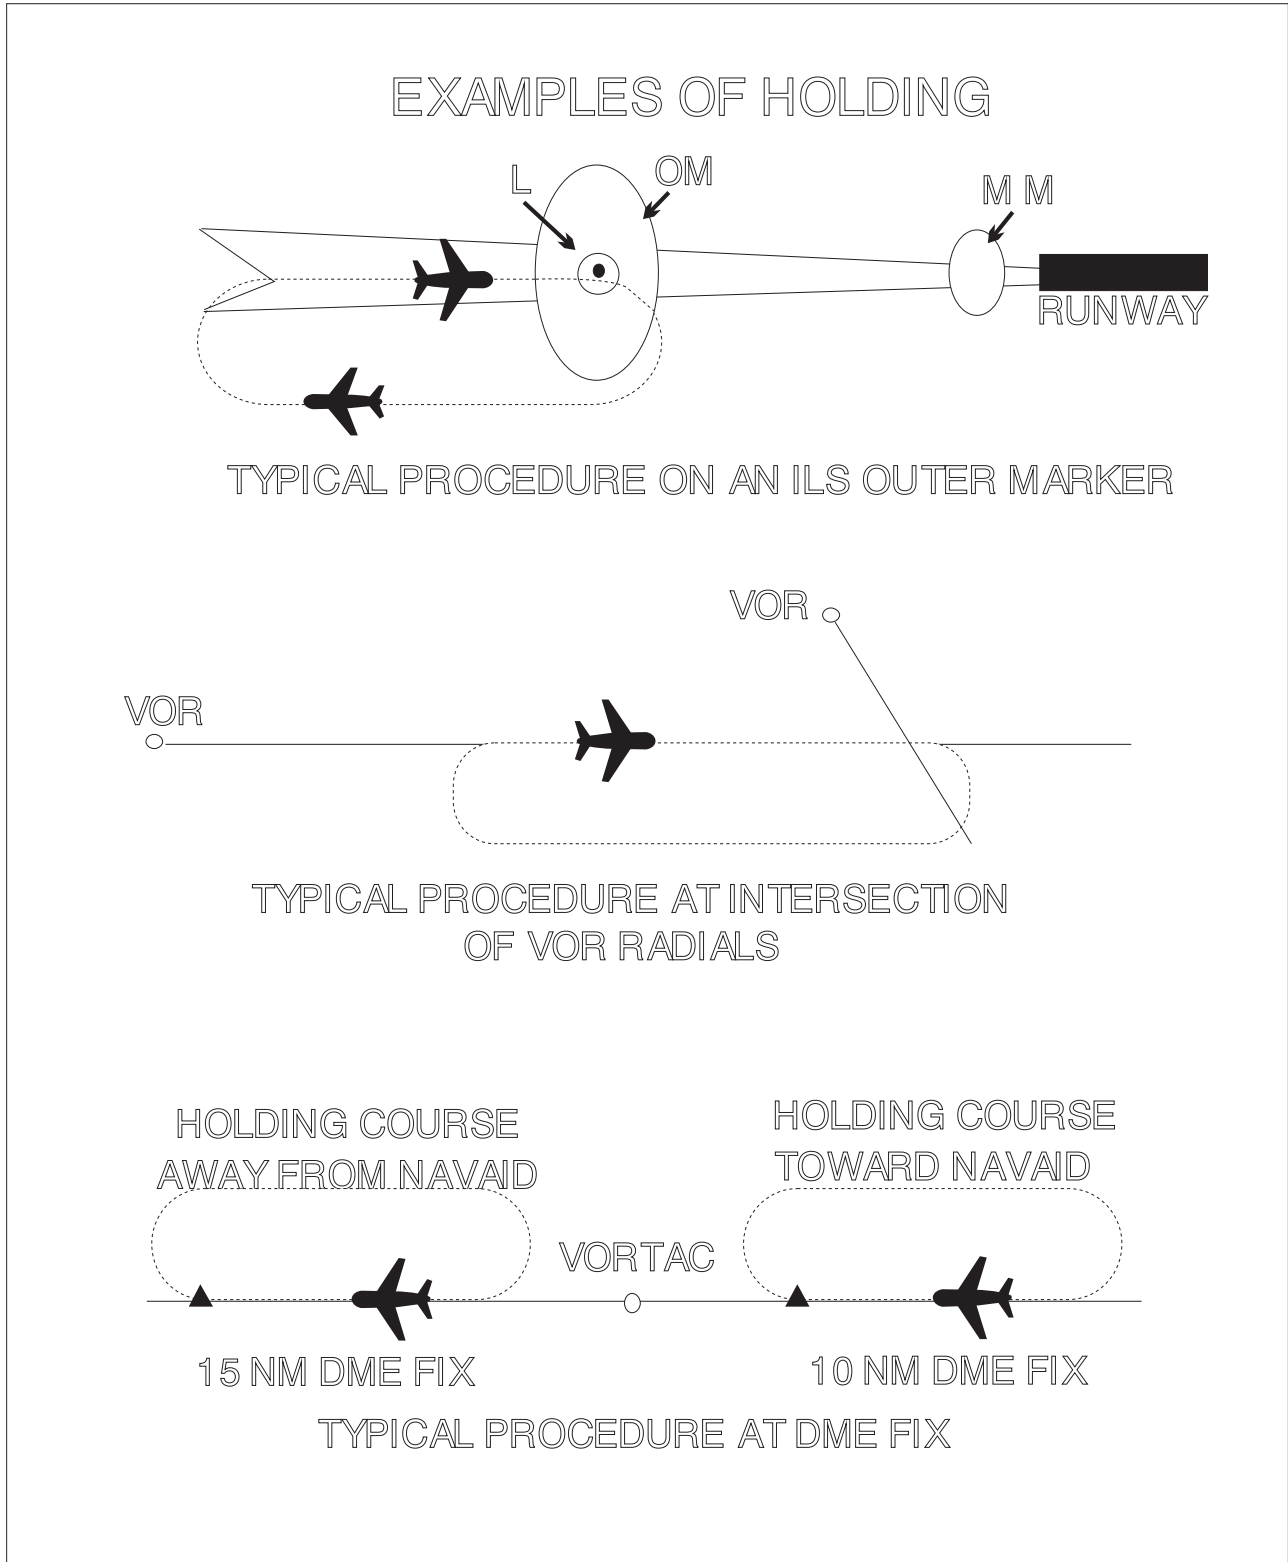 EXAMPLES OF HOLDING
L
OM
M M
RUNWAY
TYPICAL PROCEDURE ON AN ILS OUTER MARKER
VOR
VOR
TYPICAL PROCEDURE AT INTERSECTION
OF VOR RADIALS
HOLDING COURSE
AWAY FROM NAVAID
HOLDING COURSE
TOWARD NAVAID
VORTAC
15 NM DME FIX
10 NM DME FIX
TYPICAL PROCEDURE AT DME FIX